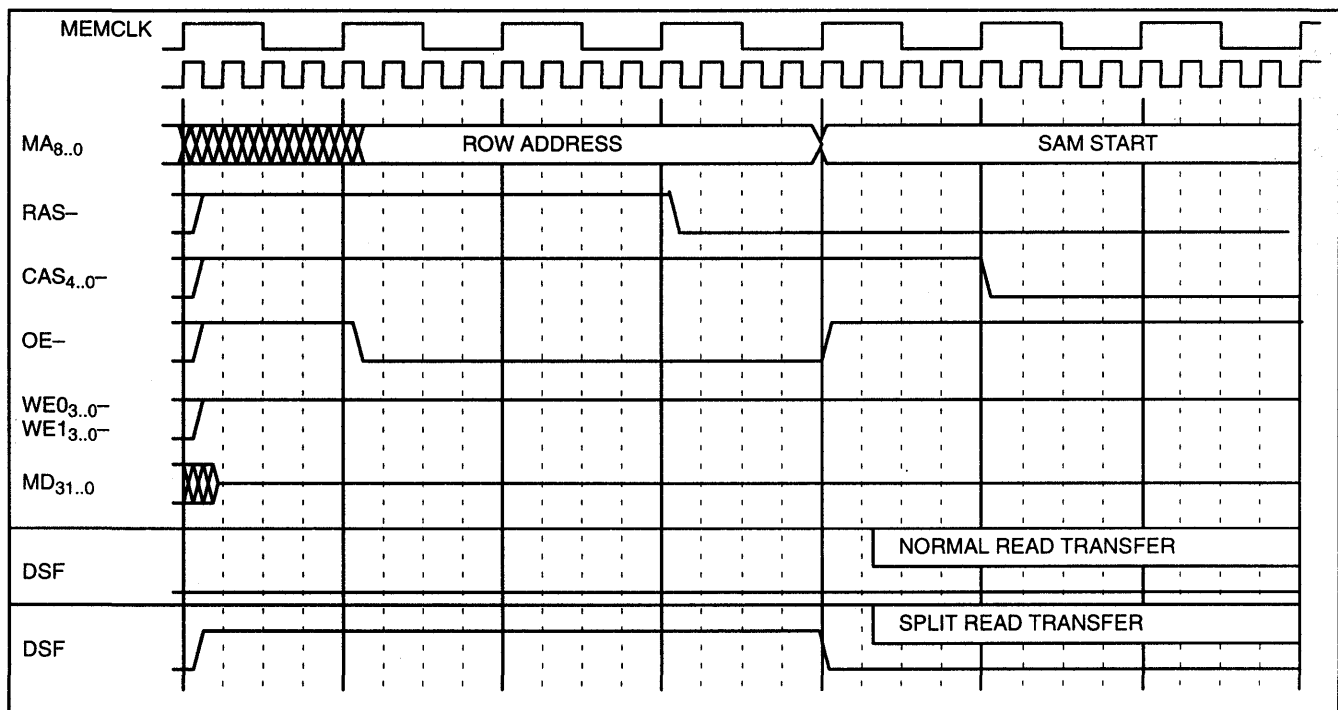 MEMCLK
MA8..0
ROW ADDRESS
SAM START
RAS–
CAS4..0–
OE–
WE03..0–
WE13..0–
MD31..0
NORMAL READ TRANSFER
DSF
SPLIT READ TRANSFER
DSF